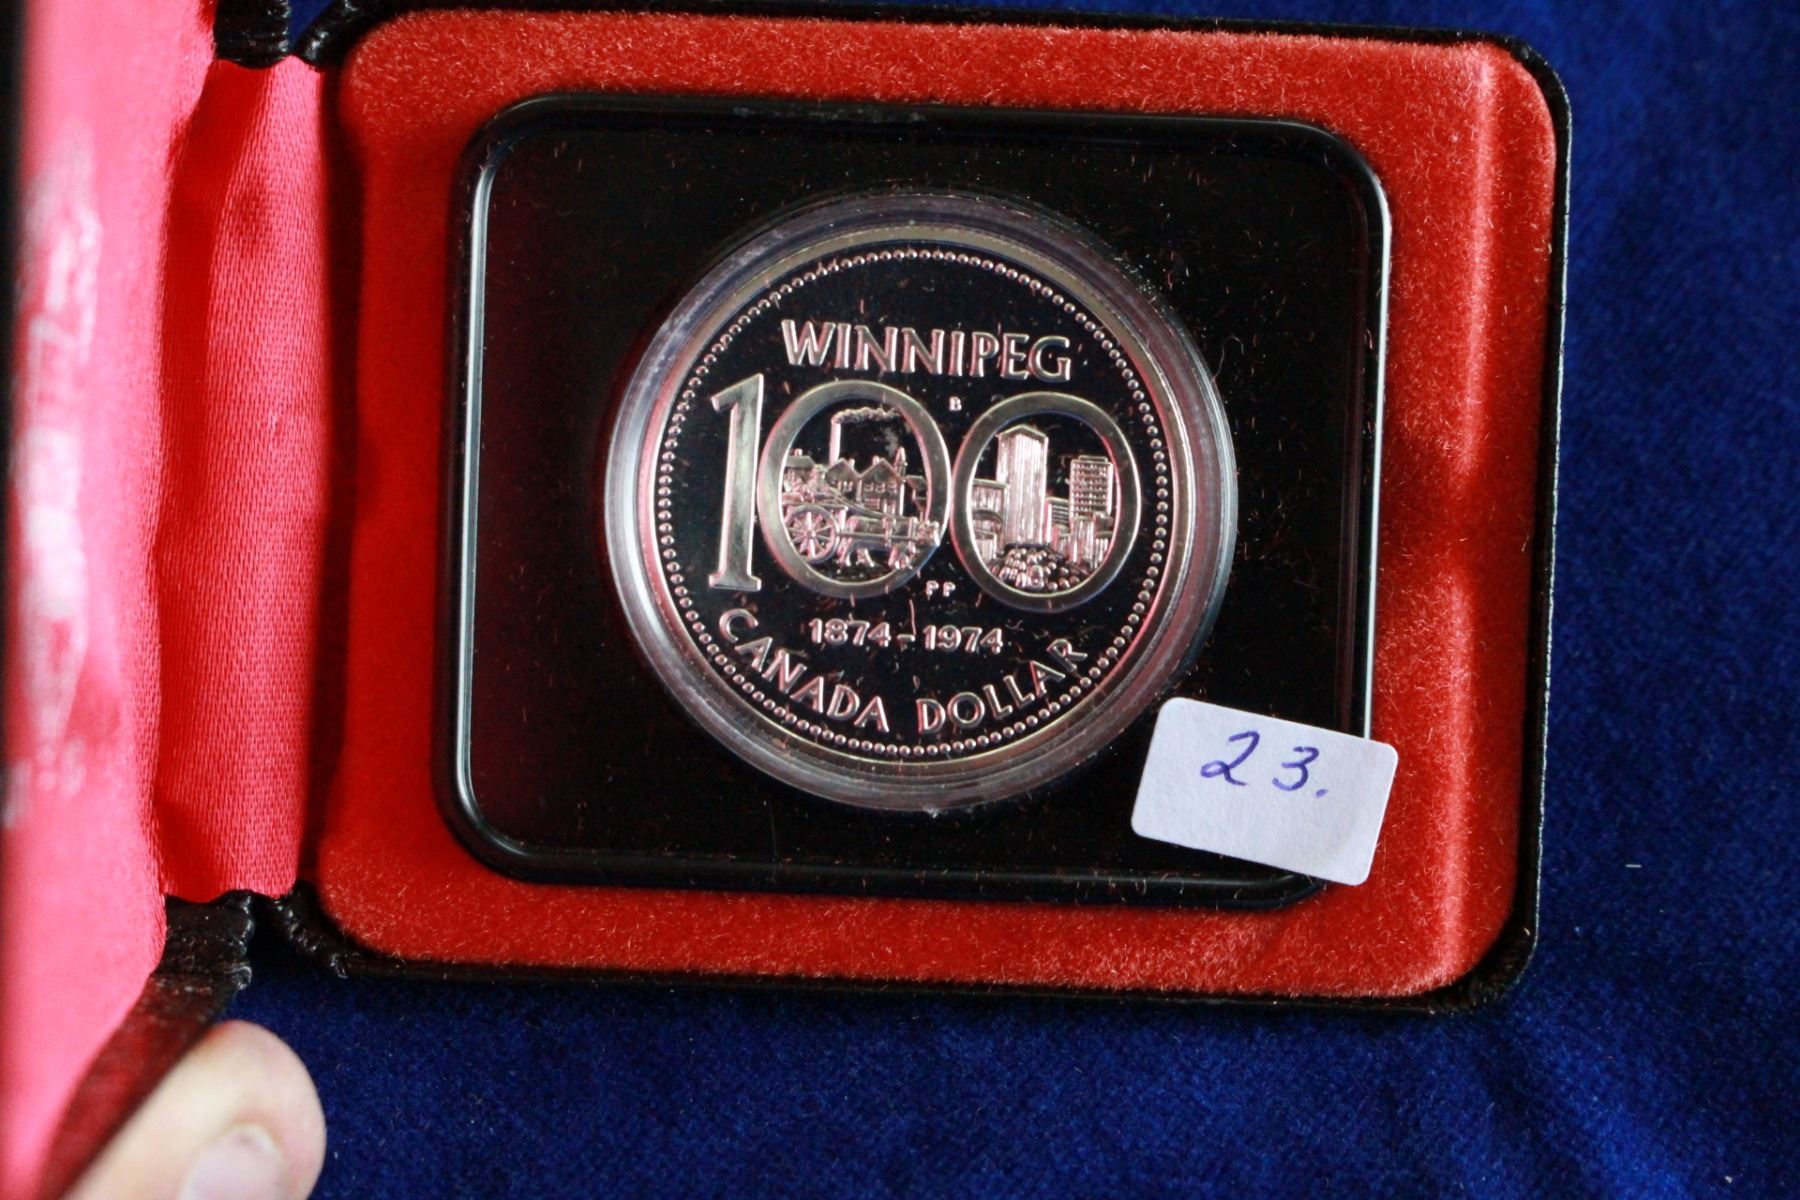 WINNIPEG
100
B
PP
1874-1974
CANADA DOLLAR
23.